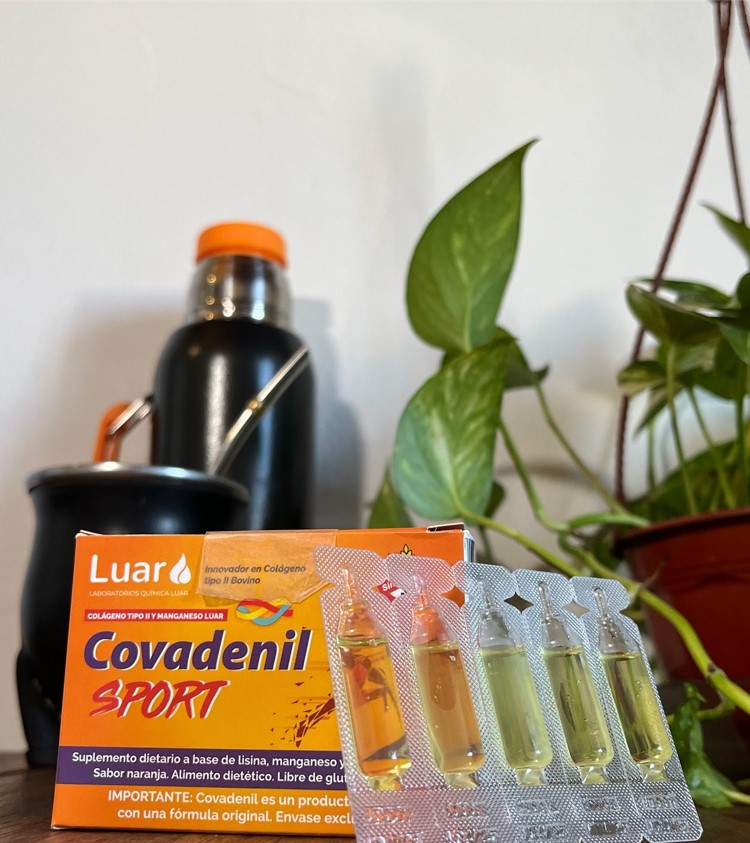 Luar
LABORATORIOS QUÍMICA LUAR
Innovador en Colágeno
tipo II Bovino
COLÁGENO TIPO II Y MANGANESO LUAR
Covadenil
SPORT
Suplemento dietario a base de lisina, manganeso y
Sabor naranja. Alimento dietético. Libre de glut
IMPORTANTE: Covadenil es un product
con una fórmula original. Envase excl